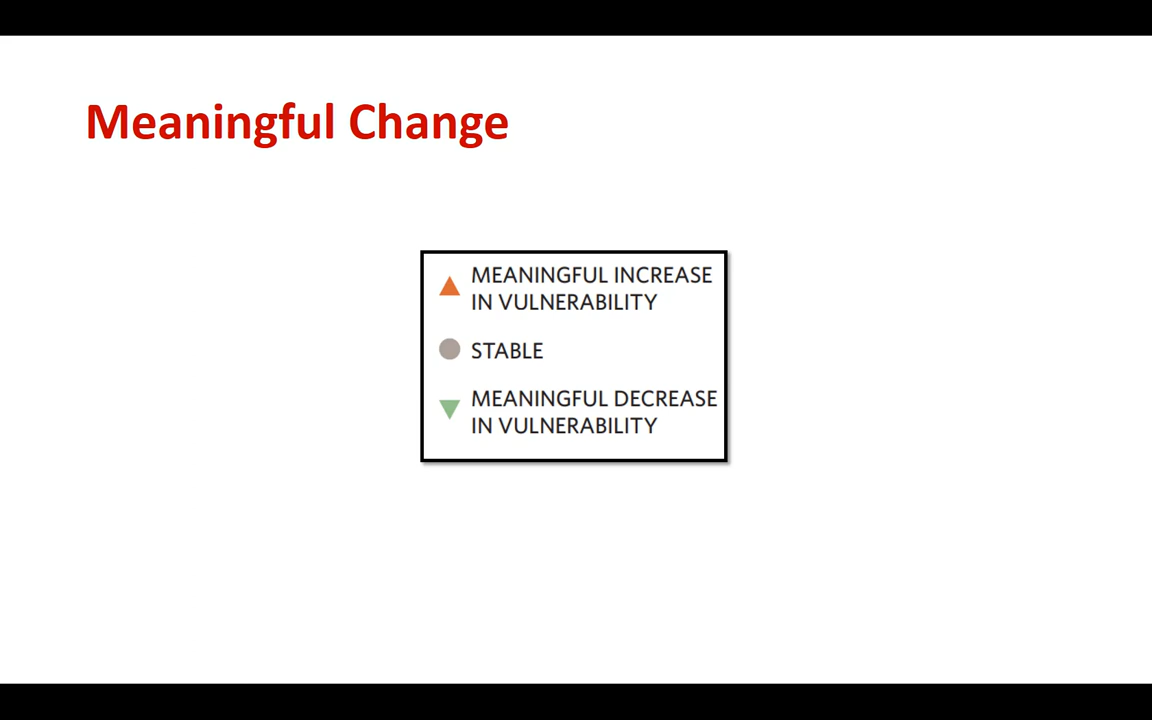 Meaningful Change
MEANINGFUL INCREASE
IN VULNERABILITY
STABLE
MEANINGFUL DECREASE
IN VULNERABILITY